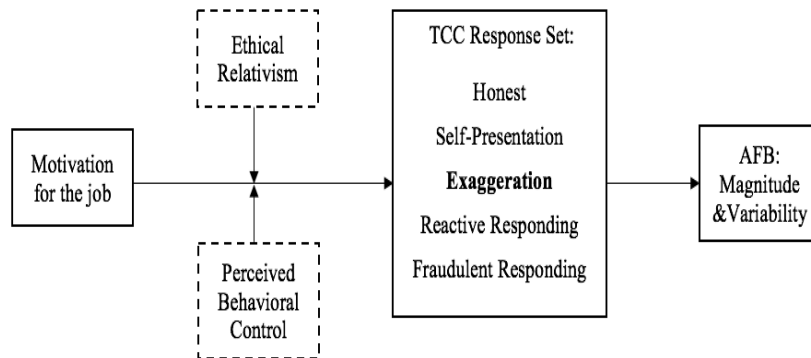 Ethical
Relativism
Motivation
for the job
Perceived
Behavioral
Control
TCC Response Set:
Honest
Self-Presentation
Exaggeration
Reactive Responding
Fraudulent Responding
AFB:
Magnitude
&Variability